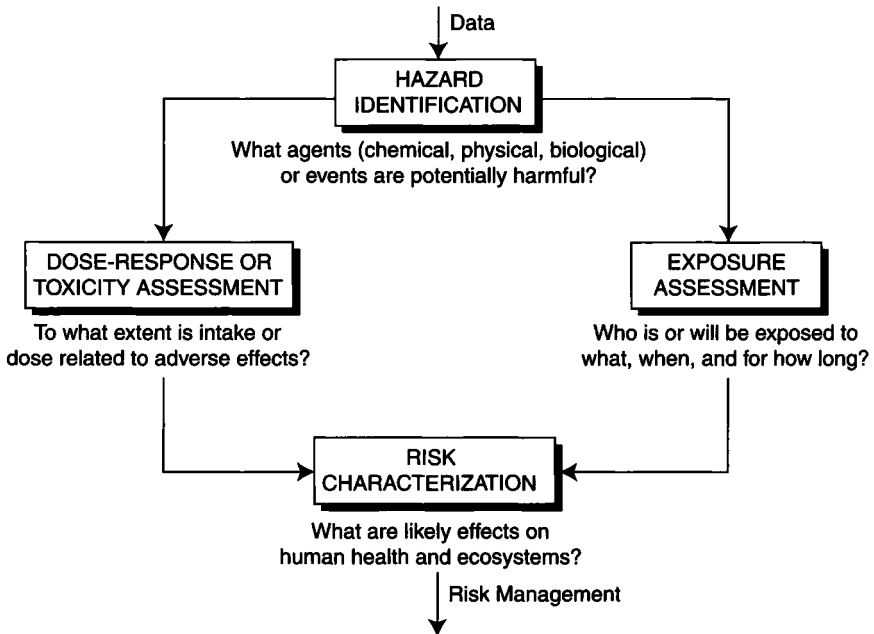 Data
HAZARD
IDENTIFICATION
What agents (chemical, physical, biological)
or events are potentially harmful?
DOSE-RESPONSE OR
TOXICITY ASSESSMENT
To what extent is intake or
dose related to adverse effects?
EXPOSURE
ASSESSMENT
Who is or will be exposed to
what, when, and for how long?
RISK
CHARACTERIZATION
What are likely effects on
human health and ecosystems?
Risk Management